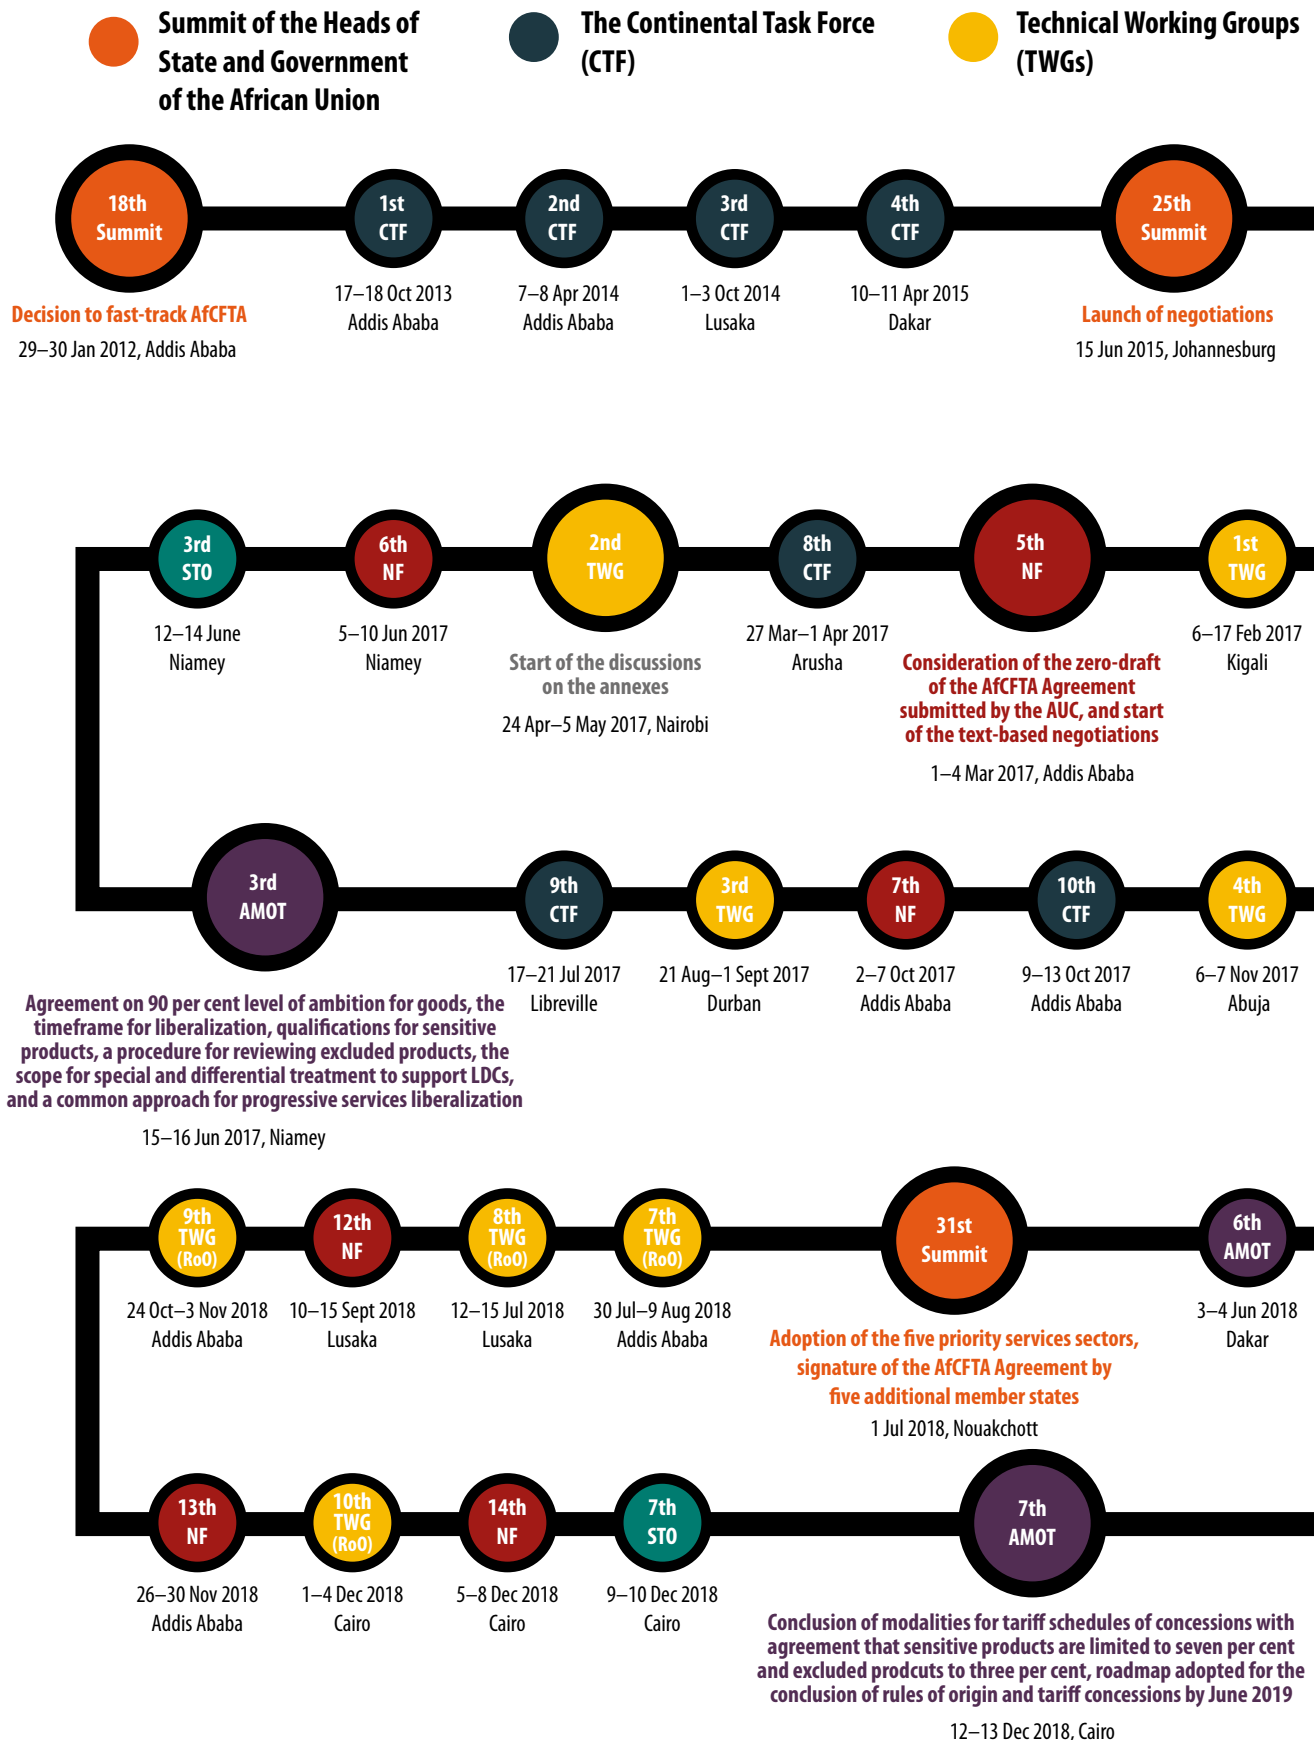 Summit of the Heads of
State and Government
of the African Union
The Continental Task Force
(CTF)
Technical Working Groups
(TWGs)
18th
Summit
Decision to fast-track AfCFTA
29–30 Jan 2012, Addis Ababa
1st
CTF
17–18 Oct 2013
Addis Ababa
2nd
CTF
7–8 Apr 2014
Addis Ababa
3rd
CTF
1–3 Oct 2014
Lusaka
4th
CTF
10–11 Apr 2015
Dakar
25th
Summit
Launch of negotiations
15 Jun 2015, Johannesburg
3rd
STO
12–14 June
Niamey
6th
NF
5–10 Jun 2017
Niamey
2nd
TWG
Start of the discussions
on the annexes
24 Apr–5 May 2017, Nairobi
8th
CTF
27 Mar–1 Apr 2017
Arusha
5th
NF
Consideration of the zero-draft
of the AfCFTA Agreement
submitted by the AUC, and start
of the text-based negotiations
1–4 Mar 2017, Addis Ababa
1st
TWG
6–17 Feb 2017
Kigali
3rd
AMOT
Agreement on 90 per cent level of ambition for goods, the
timeframe for liberalization, qualifications for sensitive
products, a procedure for reviewing excluded products, the
scope for special and differential treatment to support LDCs,
and a common approach for progressive services liberalization
15–16 Jun 2017, Niamey
9th
CTF
17–21 Jul 2017
Libreville
3rd
TWG
21 Aug–1 Sept 2017
Durban
7th
NF
2–7 Oct 2017
Addis Ababa
10th
CTF
9–13 Oct 2017
Addis Ababa
4th
TWG
6–7 Nov 2017
Abuja
9th
TWG
(RoO)
24 Oct–3 Nov 2018
Addis Ababa
12th
NF
10–15 Sept 2018
Lusaka
8th
TWG
(RoO)
12–15 Jul 2018
Lusaka
7th
TWG
(RoO)
30 Jul–9 Aug 2018
Addis Ababa
31st
Summit
Adoption of the five priority services sectors,
signature of the AfCFTA Agreement by
five additional member states
1 Jul 2018, Nouakchott
6th
AMOT
3–4 Jun 2018
Dakar
13th
NF
26–30 Nov 2018
Addis Ababa
10th
TWG
(RoO)
1–4 Dec 2018
Cairo
14th
NF
5–8 Dec 2018
Cairo
7th
STO
9–10 Dec 2018
Cairo
7th
AMOT
Conclusion of modalities for tariff schedules of concessions with
agreement that sensitive products are limited to seven per cent
and excluded prodcuts to three per cent, roadmap adopted for the
conclusion of rules of origin and tariff concessions by June 2019
12–13 Dec 2018, Cairo